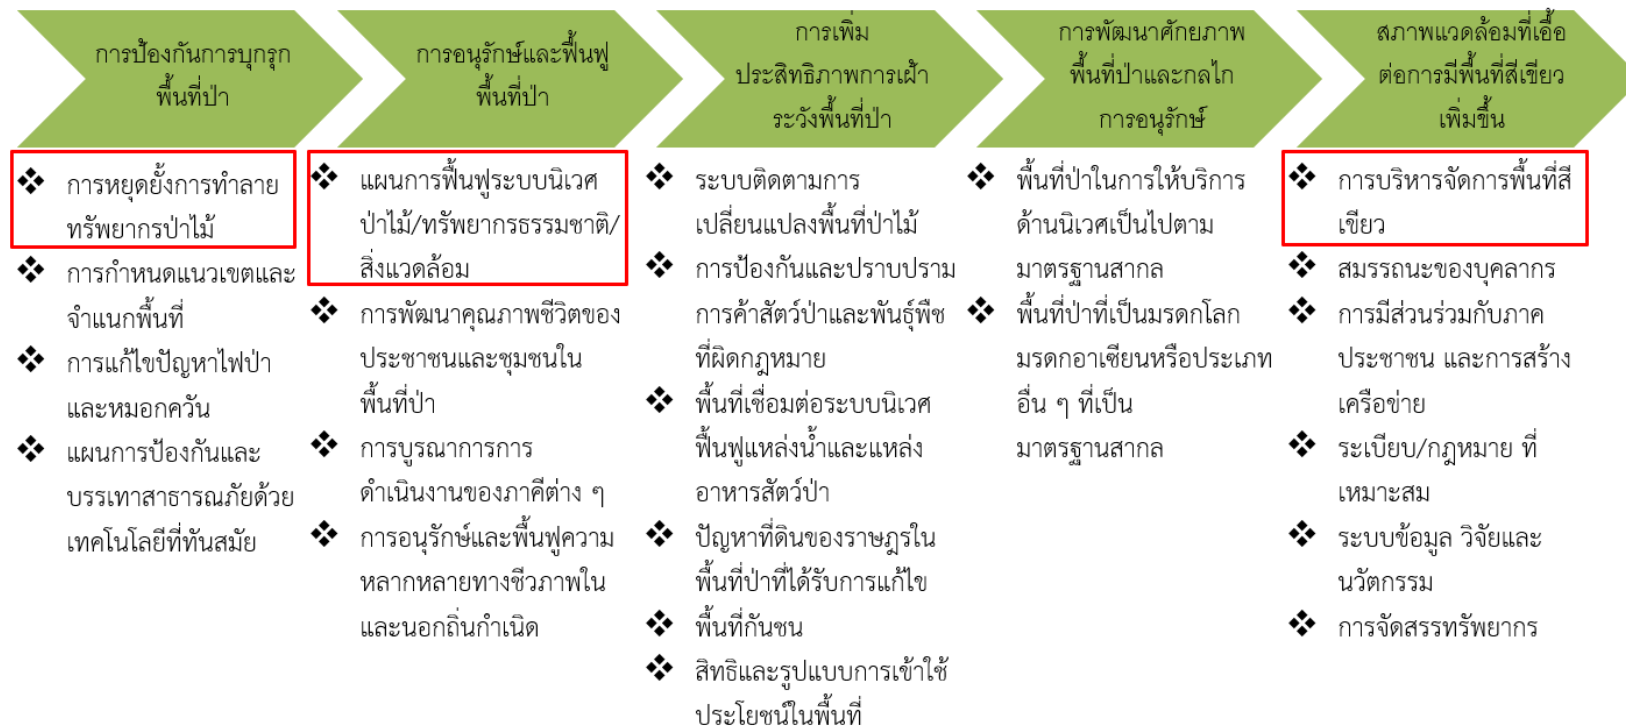 การป้องกันการบุกรุก
พื้นที่ป่า
การอนุรักษ์และฟื้นฟู
พื้นที่ป่า
การเพิ่ม
ประสิทธิภาพการเฝ้า
ระวังพื้นที่ป่า
การพัฒนาศักยภาพ
พื้นที่ป่าและกลไก
การอนุรักษ์
สภาพแวดล้อมที่เอื้อ
ต่อการมีพื้นที่สีเขียว
เพิ่มขึ้น
❖ การหยุดยั้งการทำลาย
ทรัพยากรป่าไม้
❖ การกำหนดแนวเขตและ
จำแนกพื้นที่
❖ การแก้ไขปัญหาไฟป่า
และหมอกควัน
❖ แผนการป้องกันและ
บรรเทาสาธารณภัยด้วย
เทคโนโลยีที่ทันสมัย
❖ แผนการฟื้นฟูระบบนิเวศ
ป่าไม้/ทรัพยากรธรรมชาติ/
สิ่งแวดล้อม
❖ การพัฒนาคุณภาพชีวิตของ
ประชาชนและชุมชนใน
พื้นที่ป่า
❖ การบูรณาการการ
ดำเนินงานของภาคีต่าง ๆ
❖ การอนุรักษ์และพื้นฟูความ
หลากหลายทางชีวภาพใน
และนอกถิ่นกำเนิด
❖ ระบบติดตามการ
เปลี่ยนแปลงพื้นที่ป่าไม้
❖ การป้องกันและปราบปราม
การค้าสัตว์ป่าและพันธุ์พืช
ที่ผิดกฎหมาย
❖ พื้นที่เชื่อมต่อระบบนิเวศ
ฟื้นฟูแหล่งน้ำและแหล่ง
อาหารสัตว์ป่า
❖ ปัญหาที่ดินของราษฎรใน
พื้นที่ป่าที่ได้รับการแก้ไข
❖ พื้นที่กันชน
❖ สิทธิและรูปแบบการเข้าใช้
ประโยชน์ในพื้นที่
❖ พื้นที่ป่าในการให้บริการ
ด้านนิเวศเป็นไปตาม
มาตรฐานสากล
❖ พื้นที่ป่าที่เป็นมรดกโลก
มรดกอาเซียนหรือประเภท
อื่น ๆ ที่เป็น
มาตรฐานสากล
❖ การบริหารจัดการพื้นที่สี
เขียว
❖ สมรรถนะของบุคลากร
❖ การมีส่วนร่วมกับภาค
ประชาชน และการสร้าง
เครือข่าย
❖ ระเบียบ/กฎหมาย ที่
เหมาะสม
❖ ระบบข้อมูล วิจัยและ
นวัตกรรม
❖ การจัดสรรทรัพยากร